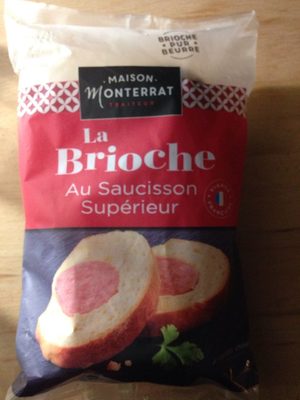 BRIOCHE
PUR
BEURRE
MAISON
MONTERRAT
TRAITEUR
La
Brioche
Au Saucisson
Supérieur